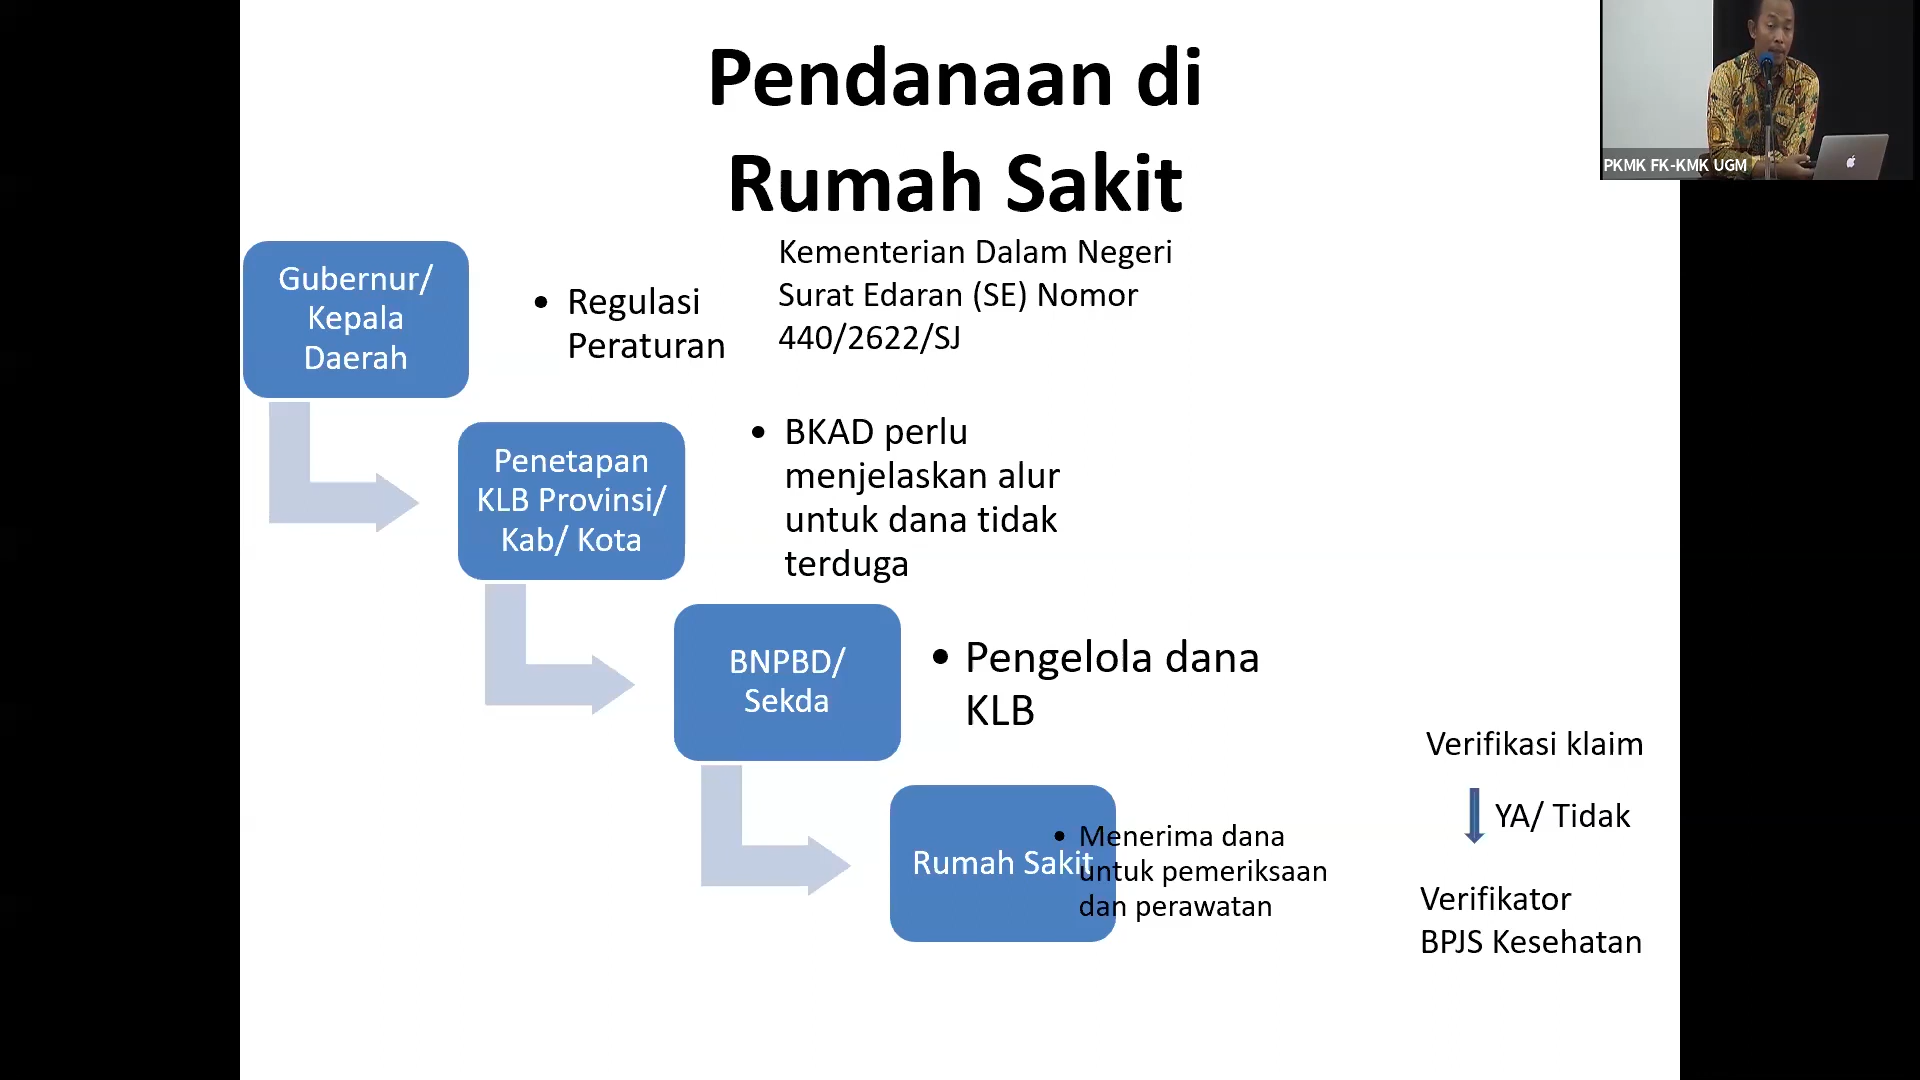 Pendanaan di
Rumah Sakit
PKMK FK-KMK UGM
Gubernur/
Kepala
Daerah
• Regulasi
Peraturan
Kementerian Dalam Negeri
Surat Edaran (SE) Nomor
440/2622/SJ
Penetapan
KLB Provinsi/
Kab/ Kota
• BKAD perlu
menjelaskan alur
untuk dana tidak
terduga
BNPBD/
Sekda
• Pengelola dana
KLB
Rumah Sakit
• Menerima dana
untuk pemeriksaan
dan perawatan
Verifikasi klaim
YA/ Tidak
Verifikator
BPJS Kesehatan